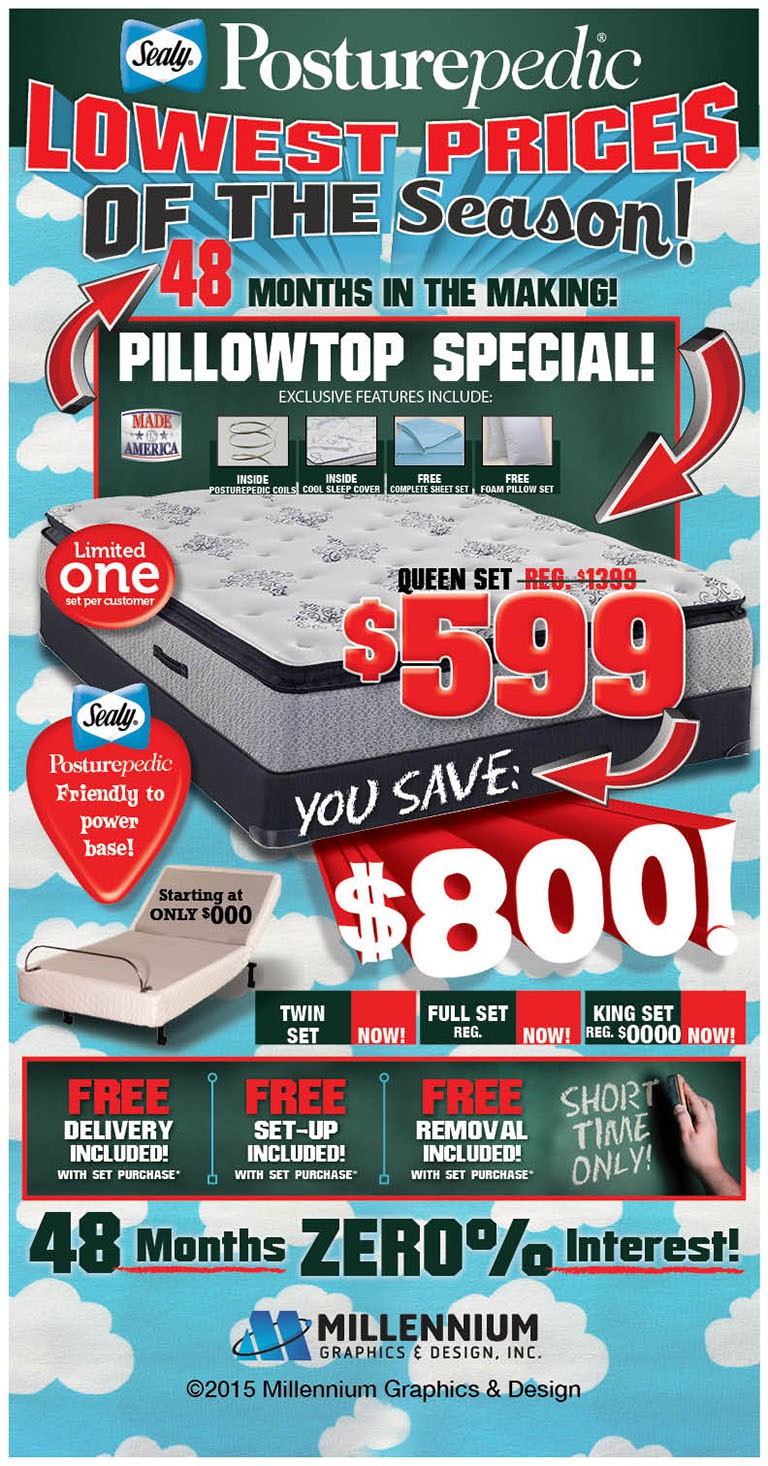 Sealy®
Posturepedic®
LOWEST PRICES
OF THE Season!
48 MONTHS IN THE MAKING!
PILLOWTOP SPECIAL!
EXCLUSIVE FEATURES INCLUDE:
MADE
IN
AMERICA
INSIDE
POSTUREPEDIC COILS
INSIDE
COOL SLEEP COVER
FREE
COMPLETE SHEET SET
FREE
FOAM PILLOW SET
Limited
one
set per customer
QUEEN SET REG. $1399
$599
Sealy®
Posturepedic
Friendly to
power
base!
YOU SAVE:
$800!
Starting at
ONLY $000
TWIN
SET
NOW!
FULL SET
REG.
NOW!
KING SET
REG. $0000
NOW!
FREE
DELIVERY
INCLUDED!
WITH SET PURCHASE*
FREE
SET-UP
INCLUDED!
WITH SET PURCHASE*
FREE
REMOVAL
INCLUDED!
WITH SET PURCHASE*
SHORT
TIME
ONLY!
48 Months ZERO% Interest!
MILLENNIUM
GRAPHICS & DESIGN, INC.
©2015 Millennium Graphics & Design